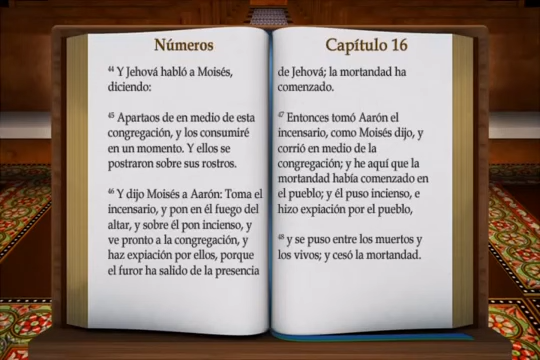 Números
⁴⁴ Y Jehová habló a Moisés,
diciendo:
⁴⁵ Apartaos de en medio de esta
congregación, y los consumiré
en un momento. Y ellos se
postraron sobre sus rostros.
⁴⁶ Y dijo Moisés a Aarón: Toma el
incensario, y pon en él fuego del
altar, y sobre él pon incienso, y
ve pronto a la congregación, y
haz expiación por ellos, porque
el furor ha salido de la presencia
Capítulo 16
de Jehová; la mortandad ha
comenzado.
⁴⁷ Entonces tomó Aarón el
incensario, como Moisés dijo, y
corrió en medio de la
congregación; y he aquí que la
mortandad había comenzado en
el pueblo; y él puso incienso, e
hizo expiación por el pueblo,
⁴⁸ y se puso entre los muertos y
los vivos; y cesó la mortandad.